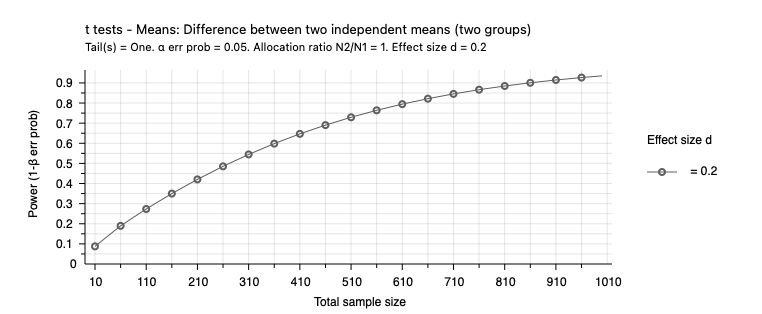 t tests - Means: Difference between two independent means (two groups)
Tail(s) = One. α err prob = 0.05. Allocation ratio N2/N1 = 1. Effect size d = 0.2
Power (1-β err prob)
0.9
0.8
0.7
0.6
0.5
0.4
0.3
0.2
0.1
0
10 110 210 310 410 510 610 710 810 910 1010
Total sample size
Effect size d
= 0.2